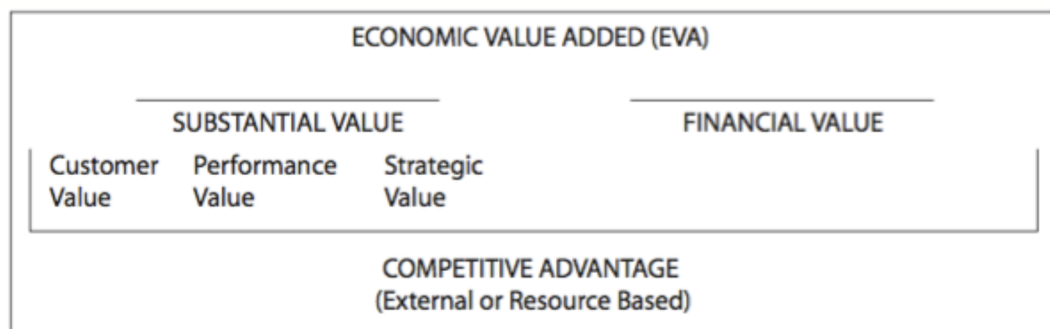 ECONOMIC VALUE ADDED (EVA)
SUBSTANTIAL VALUE FINANCIAL VALUE
Customer Performance Strategic
Value Value Value
COMPETITIVE ADVANTAGE
(External or Resource Based)